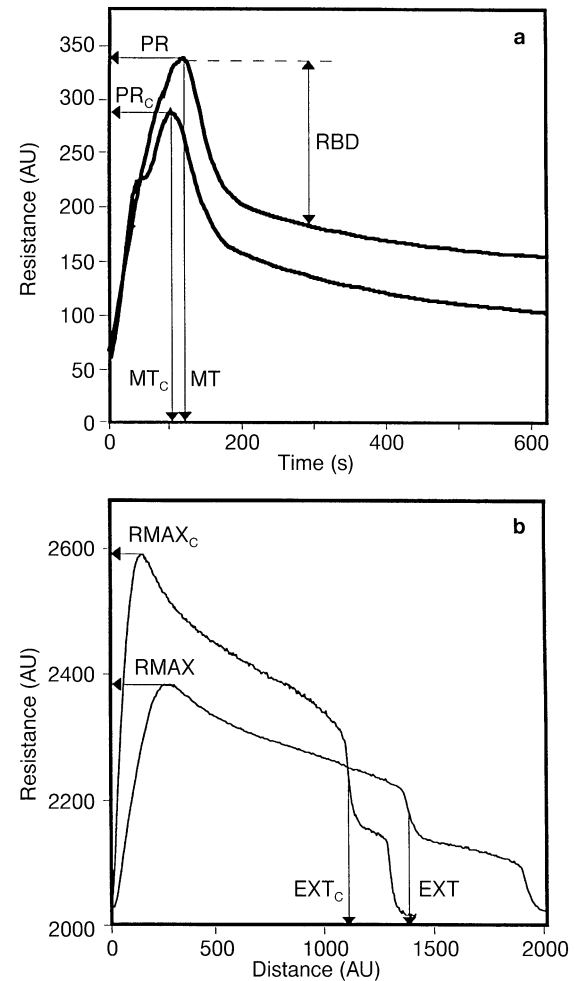 a
350
PR
300
PRC
RBD
250
200
150
100
50
MTC MT
0
0 200 400 600
Time (s)
Resistance (AU)
b
RMAXC
2600
RMAX
2400
2200
EXTC EXT
2000
0 500 1000 1500 2000
Distance (AU)
Resistance (AU)